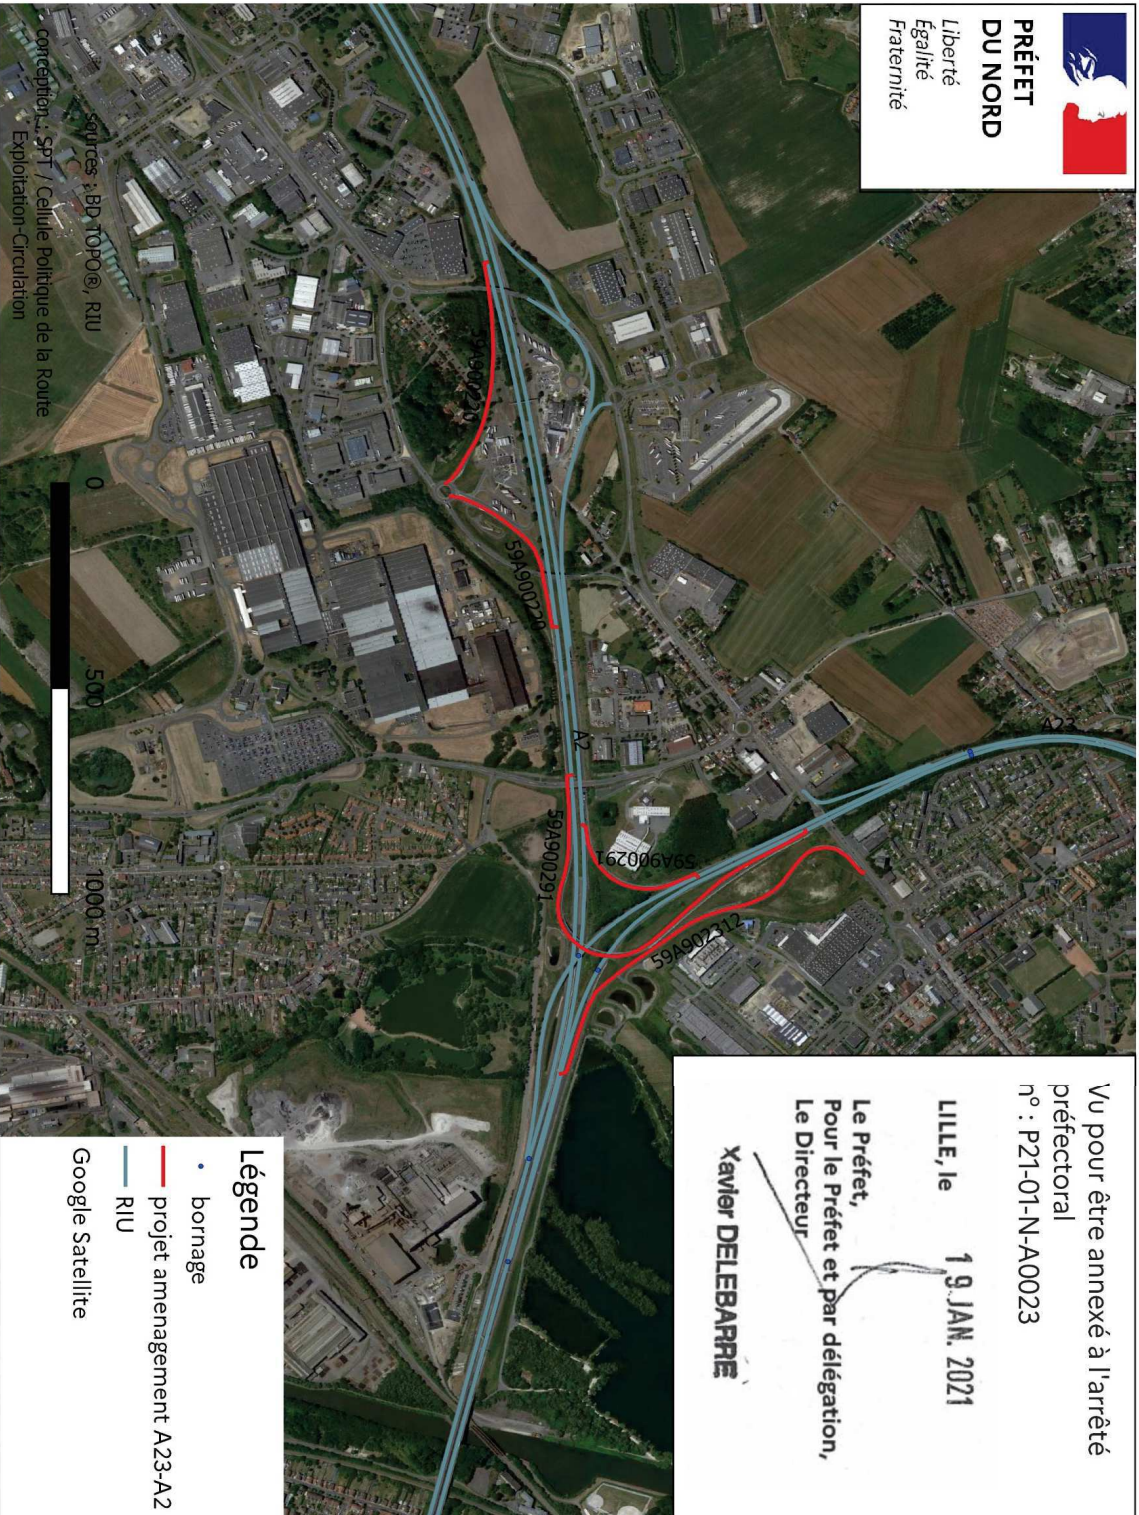 PRÉFET
DU NORD
Liberté
Égalité
Fraternité
Vu pour être annexé à l'arrêté
préfectoral
n° : P21-01-N-A0023
LILLE, le 19 JAN. 2021
Le Préfet,
Pour le Préfet et par délégation,
Le Directeur
Xavier DELEBARRE
A23
A2
59A900291
59A900291
59A902312
0 500 1000 m
Légende
bornage
projet amenagement A23-A2
RIU
Google Satellite
sources : BD TOPO®, RIU
conception : SPT / Cellule Politique de la Route
Exploitation-Circulation